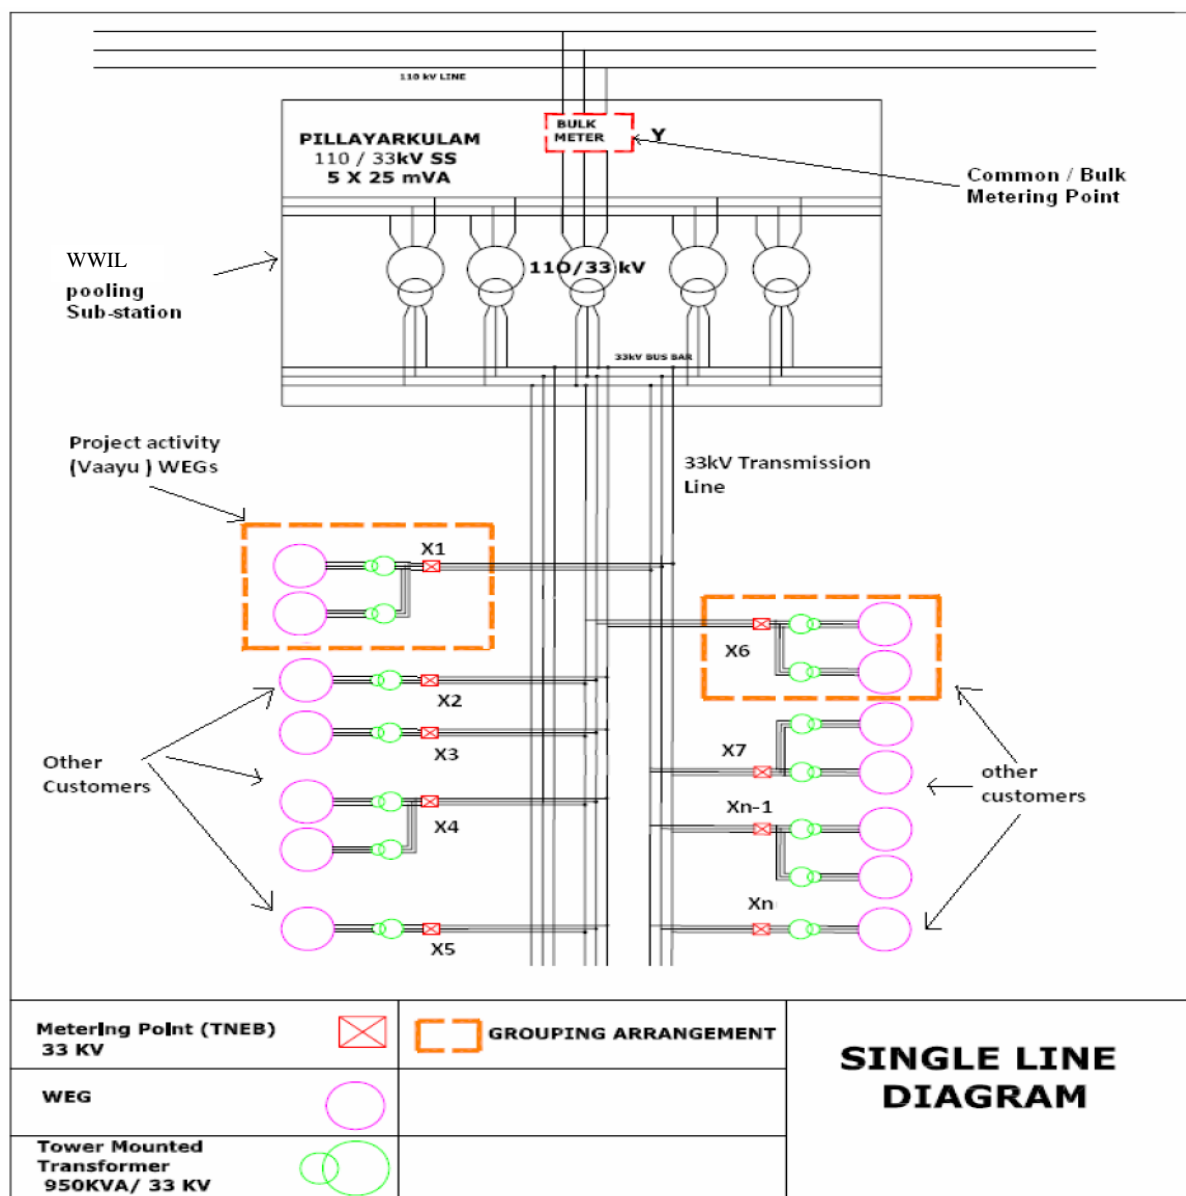 110 kV LINE
BULK
METER
Y
PILLAYARKULAM
110 / 33kV SS
5 X 25 mVA
Common / Bulk
Metering Point
WWIL
pooling
Sub-station
110/33 kV
33kV BUS BAR
Project activity
(Vaayu ) WEGs
33kV Transmission
Line
X1
X6
X2
X3
X7
Other
Customers
other
customers
Xn-1
X4
Xn
X5
Metering Point (TNEB)
33 KV
GROUPING ARRANGEMENT
SINGLE LINE
DIAGRAM
WEG
Tower Mounted
Transformer
950KVA/ 33 KV